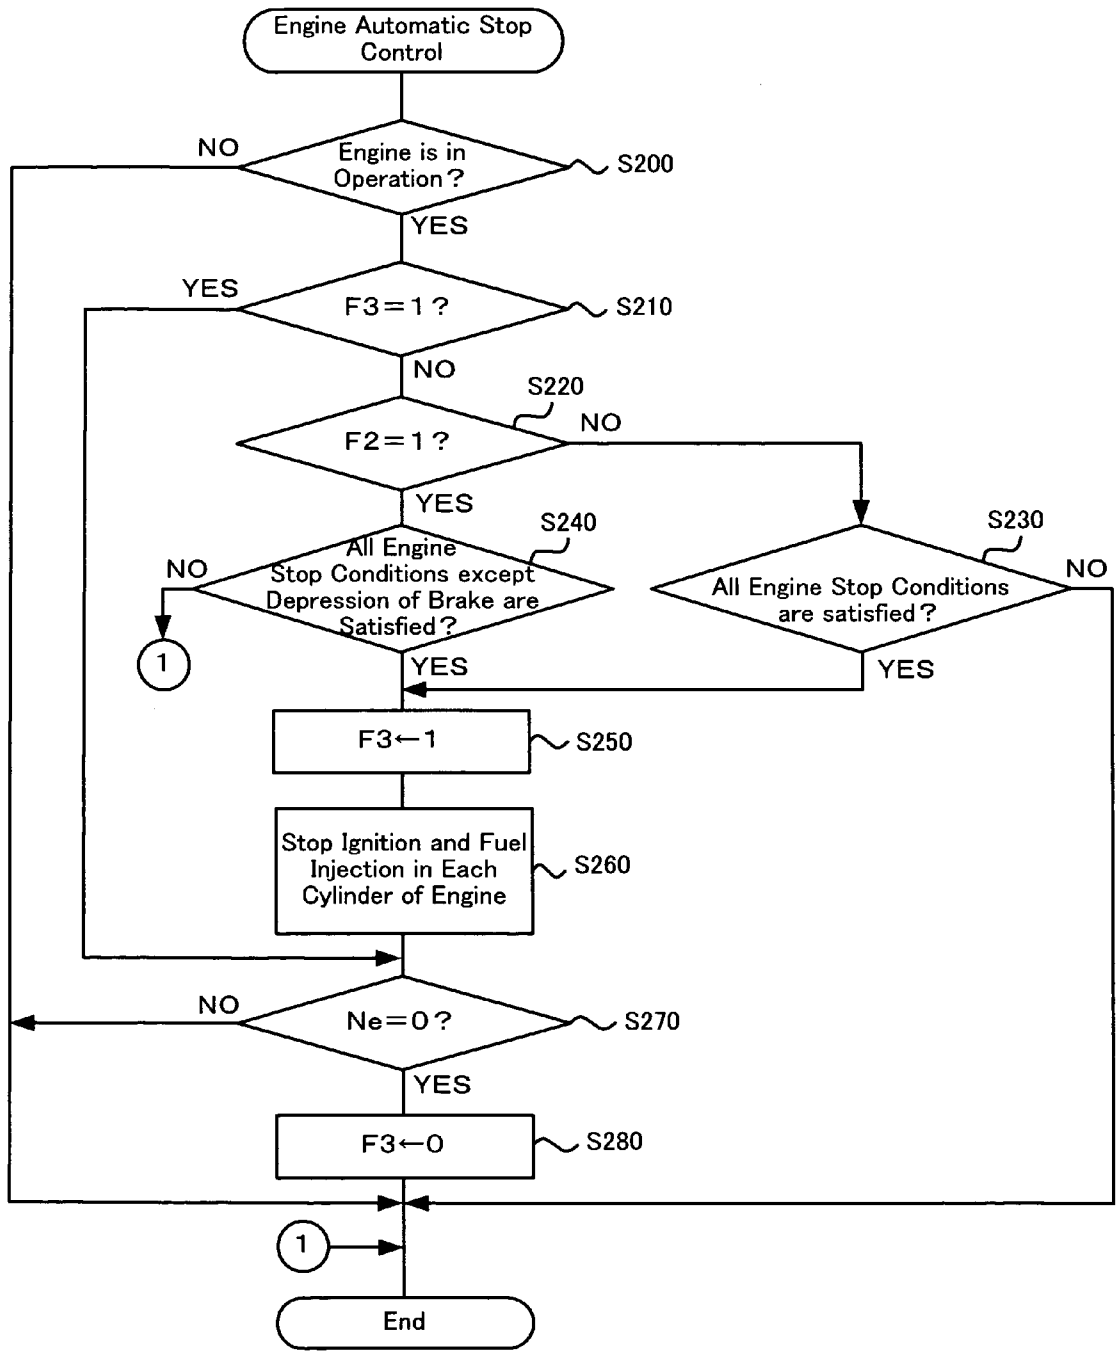 Engine Automatic Stop
Control
NO
Engine is in
Operation?
S200
YES
YES
F3=1?
S210
NO
S220
F2=1?
NO
YES
S240
S230
NO
All Engine
Stop Conditions except
Depression of Brake are
Satisfied?
All Engine Stop Conditions
are satisfied?
NO
1
YES
YES
F3←1
S250
Stop Ignition and Fuel
Injection in Each
Cylinder of Engine
S260
NO
Ne=0?
S270
YES
F3←0
S280
1
End